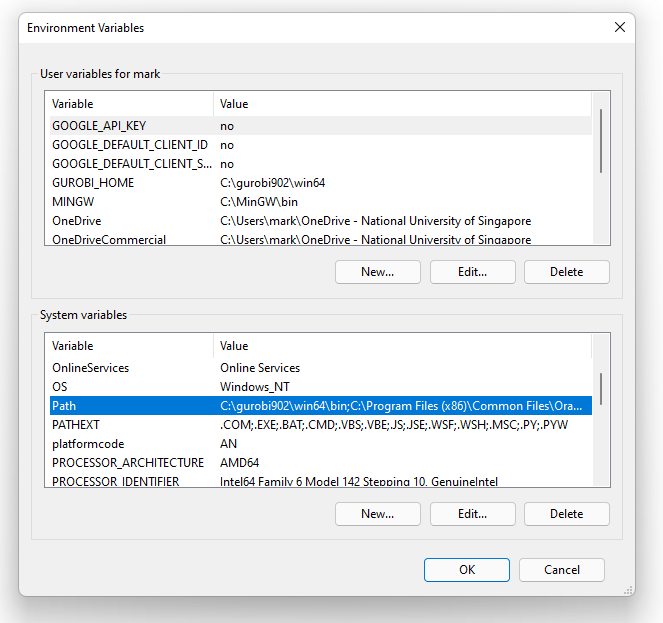 Environment Variables
User variables for mark
Variable Value
GOOGLE_API_KEY no
GOOGLE_DEFAULT_CLIENT_ID no
GOOGLE_DEFAULT_CLIENT_S... no
GUROBI_HOME C:\gurobi902\win64
MINGW C:\MinGW\bin
OneDrive C:\Users\mark\OneDrive - National University of Singapore
OneDriveCommercial C:\Users\mark\OneDrive - National University of Singapore
New... Edit... Delete
System variables
Variable Value
OnlineServices Online Services
OS Windows_NT
Path C:\gurobi902\win64\bin;C:\Program Files (x86)\Common Files\Ora...
PATHEXT .COM;.EXE;.BAT;.CMD;.VBS;.VBE;.JS;.JSE;.WSF;.WSH;.MSC;.PY;.PYW
platformcode AN
PROCESSOR_ARCHITECTURE AMD64
PROCESSOR_IDENTIFIER Intel64 Family 6 Model 142 Stepping 10, GenuineIntel
New... Edit... Delete
OK Cancel